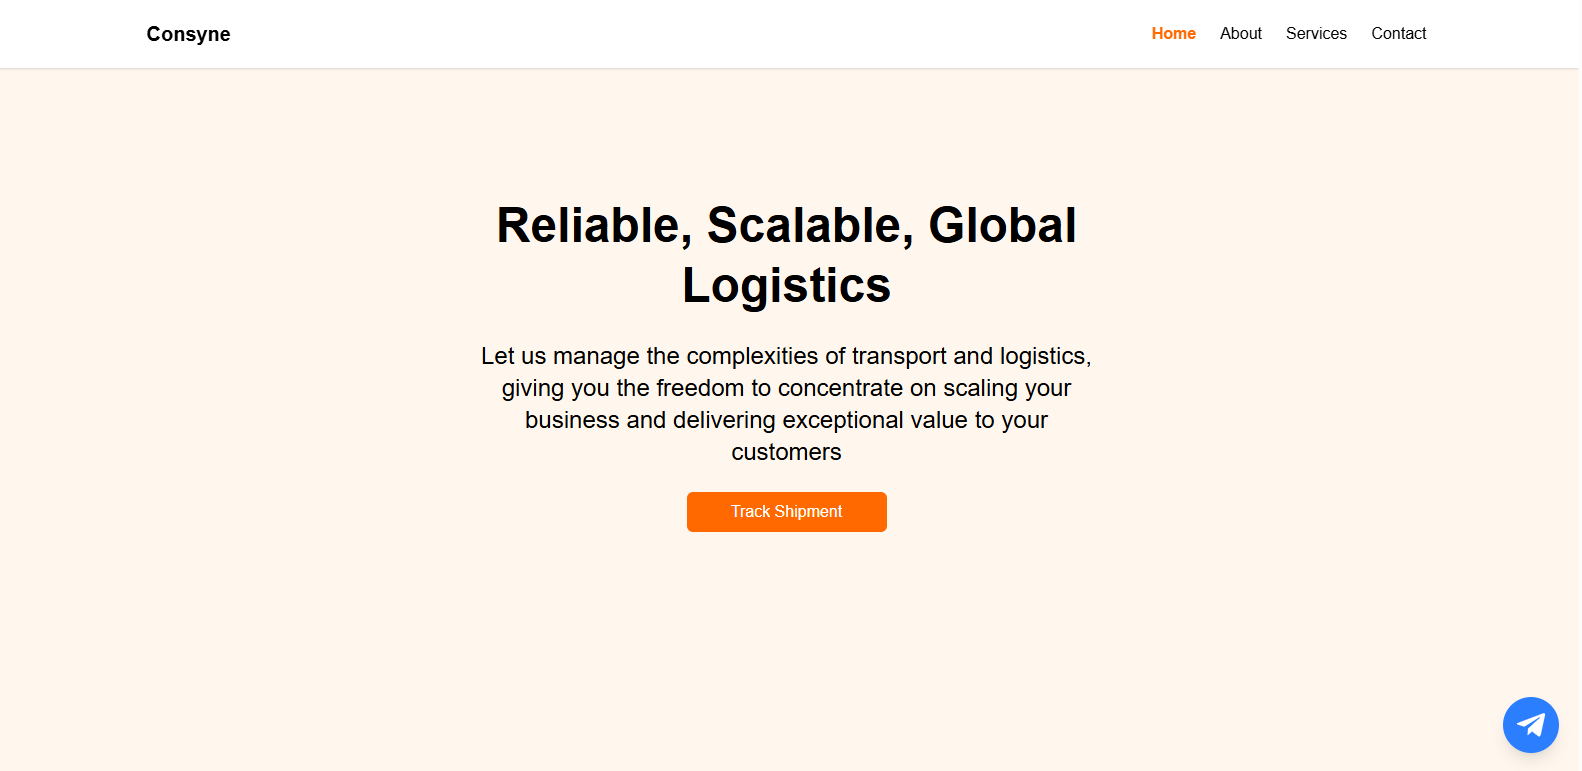 Consyne
Home
About
Services
Contact
Reliable, Scalable, Global
Logistics
Let us manage the complexities of transport and logistics,
giving you the freedom to concentrate on scaling your
business and delivering exceptional value to your
customers
Track Shipment